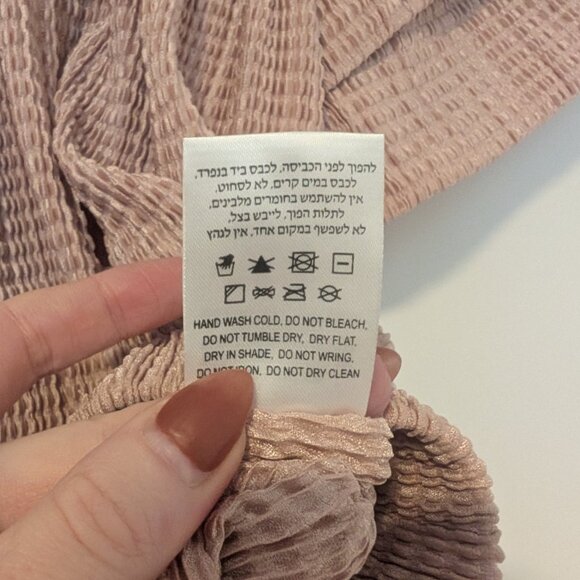 להפוך לפני הכביסה, לכבס ביד בנפרד,
לכבס במים קרים, לא לסחוט,
אין להשתמש בחומרים מלבינים,
לתלות הפוך, לייבש בצל,
לא לשפשף במקום אחד, אין לגהץ
HAND WASH COLD, DO NOT BLEACH,
DO NOT TUMBLE DRY, DRY FLAT.
DRY IN SHADE, DO NOT WRING.
DO NOT IRON, DO NOT DRY CLEAN